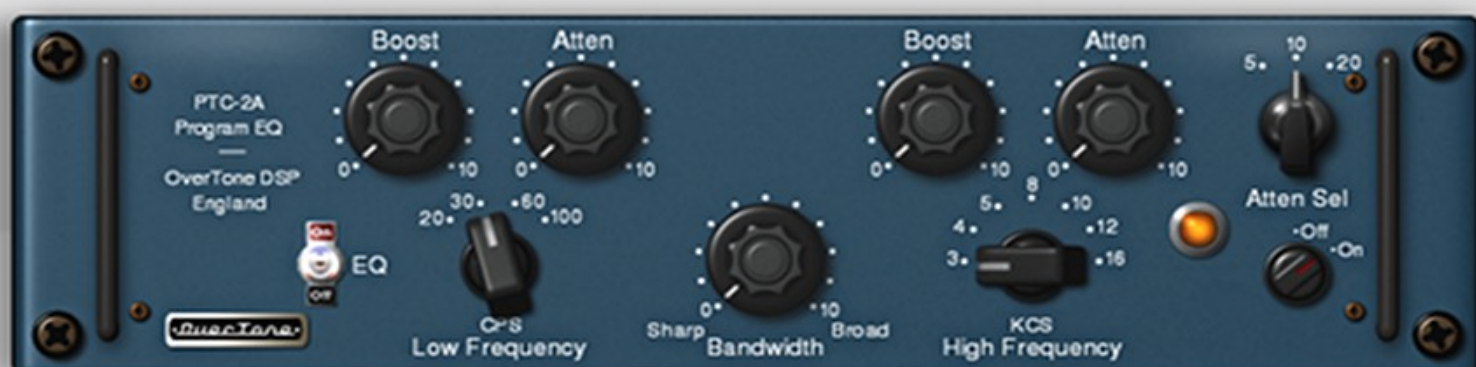 Boost
Atten
Boost
Atten
5 10 20
PTC-2A
Program EQ
OverTone DSP
England
0 10
0 10
0 10
0 10
Atten Sel
On
EQ
Off
20 30 60 100
CPS
Low Frequency
0 10
Sharp Broad
Bandwidth
3 4 5 8 10 12 16
KCS
High Frequency
Off
On
OverTone